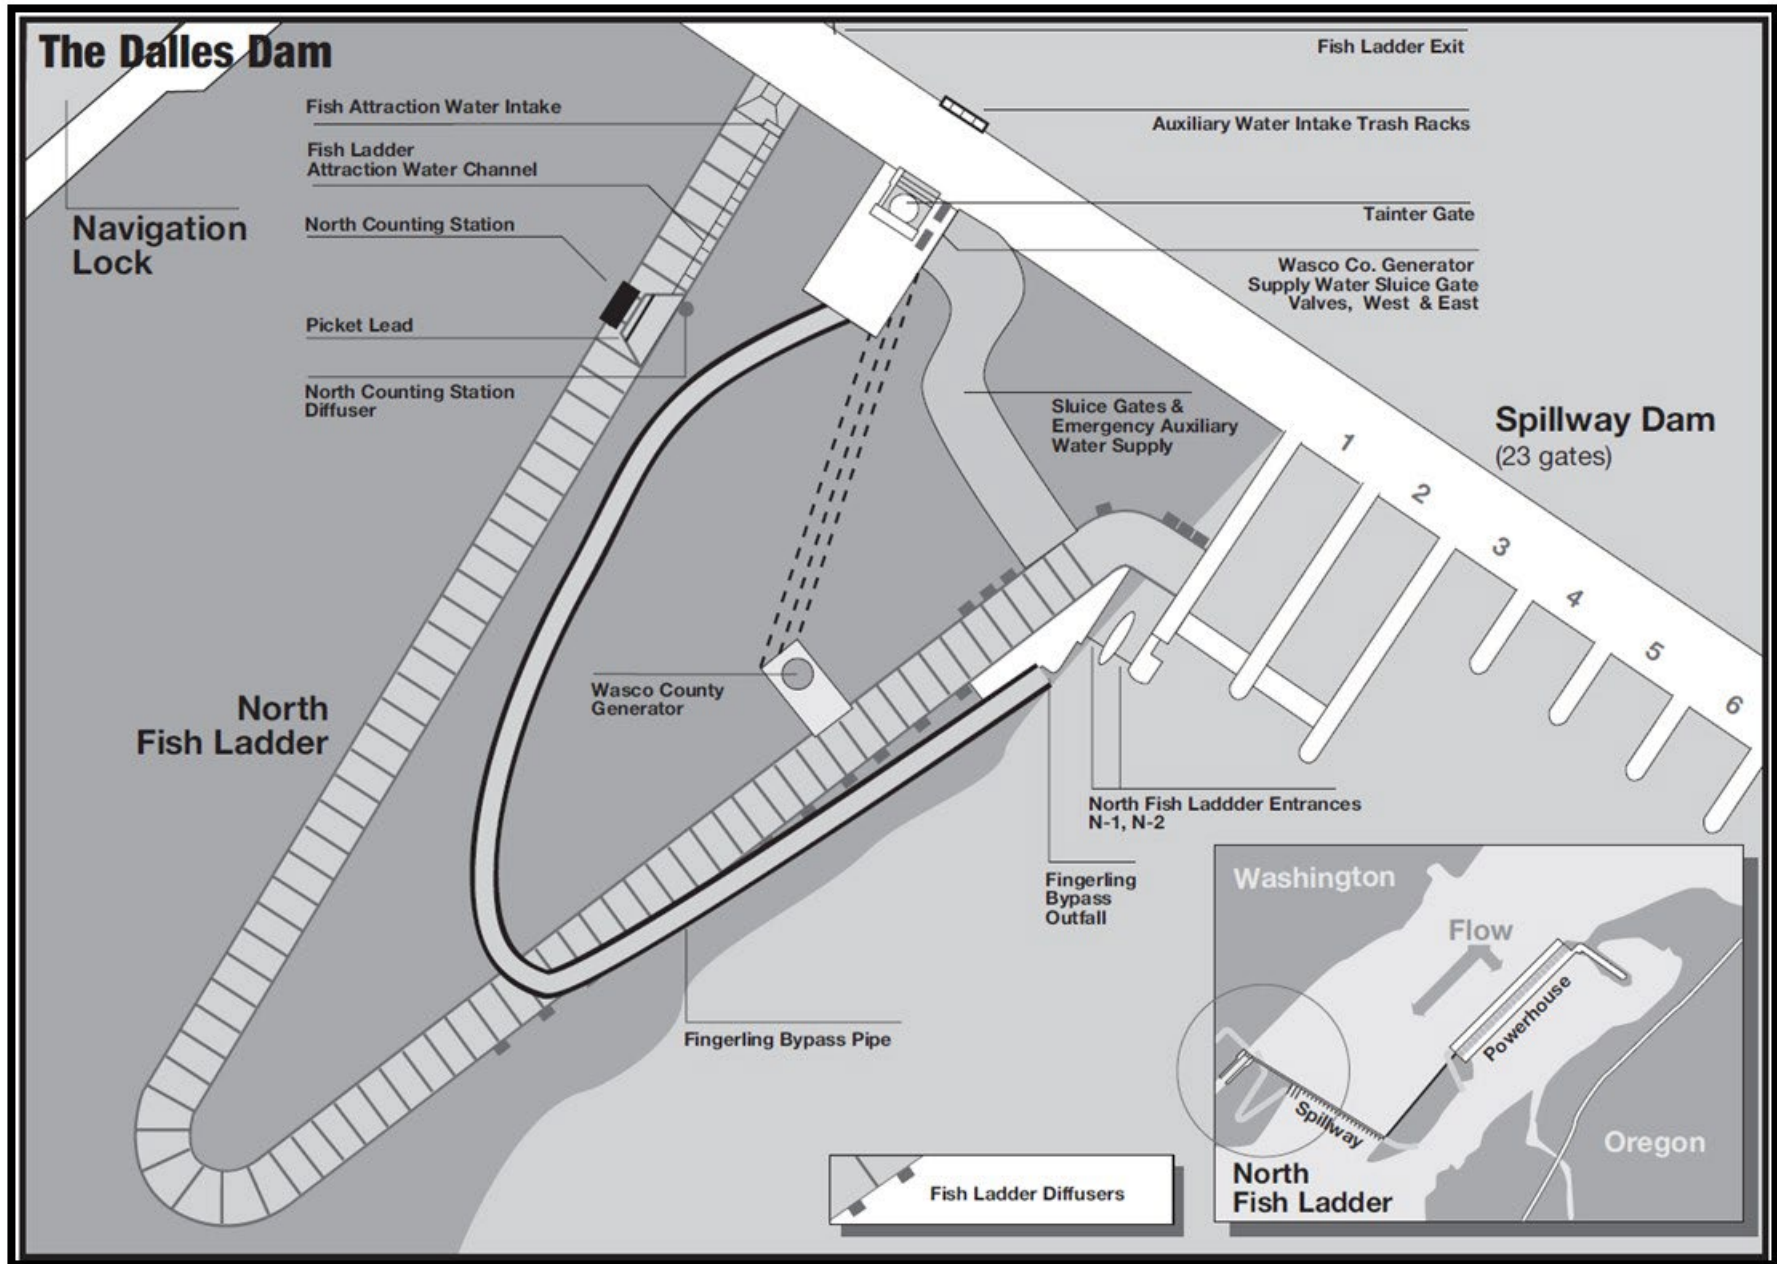 The Dalles Dam
Fish Ladder Exit
Fish Attraction Water Intake
Auxiliary Water Intake Trash Racks
Fish Ladder
Attraction Water Channel
Tainter Gate
North Counting Station
Navigation
Lock
Wasco Co. Generator
Supply Water Sluice Gate
Valves, West & East
Picket Lead
North Counting Station
Diffuser
Sluice Gates &
Emergency Auxiliary
Water Supply
Spillway Dam
(23 gates)
1
2
3
4
5
6
Wasco County
Generator
North
Fish Ladder
North Fish Laddder Entrances
N-1, N-2
Fingerling
Bypass
Outfall
Fingerling Bypass Pipe
Washington
Flow
Powerhouse
Spillway
Oregon
North
Fish Ladder
Fish Ladder Diffusers